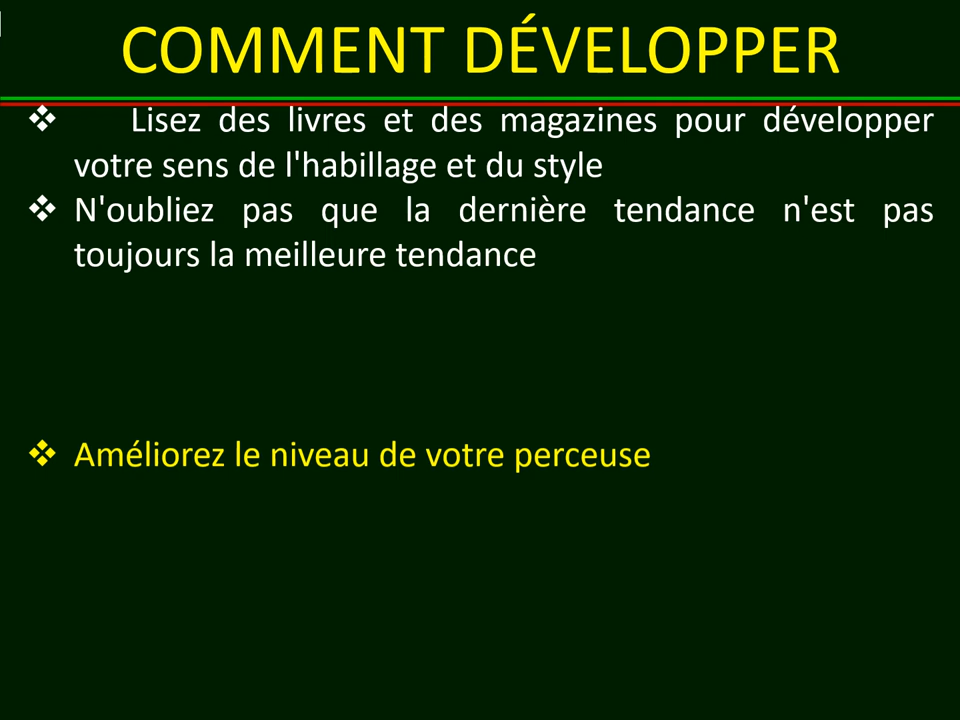 COMMENT DÉVELOPPER
❖ Lisez des livres et des magazines pour développer
votre sens de l'habillage et du style
❖ N'oubliez pas que la dernière tendance n'est pas
toujours la meilleure tendance
❖ Améliorez le niveau de votre perceuse